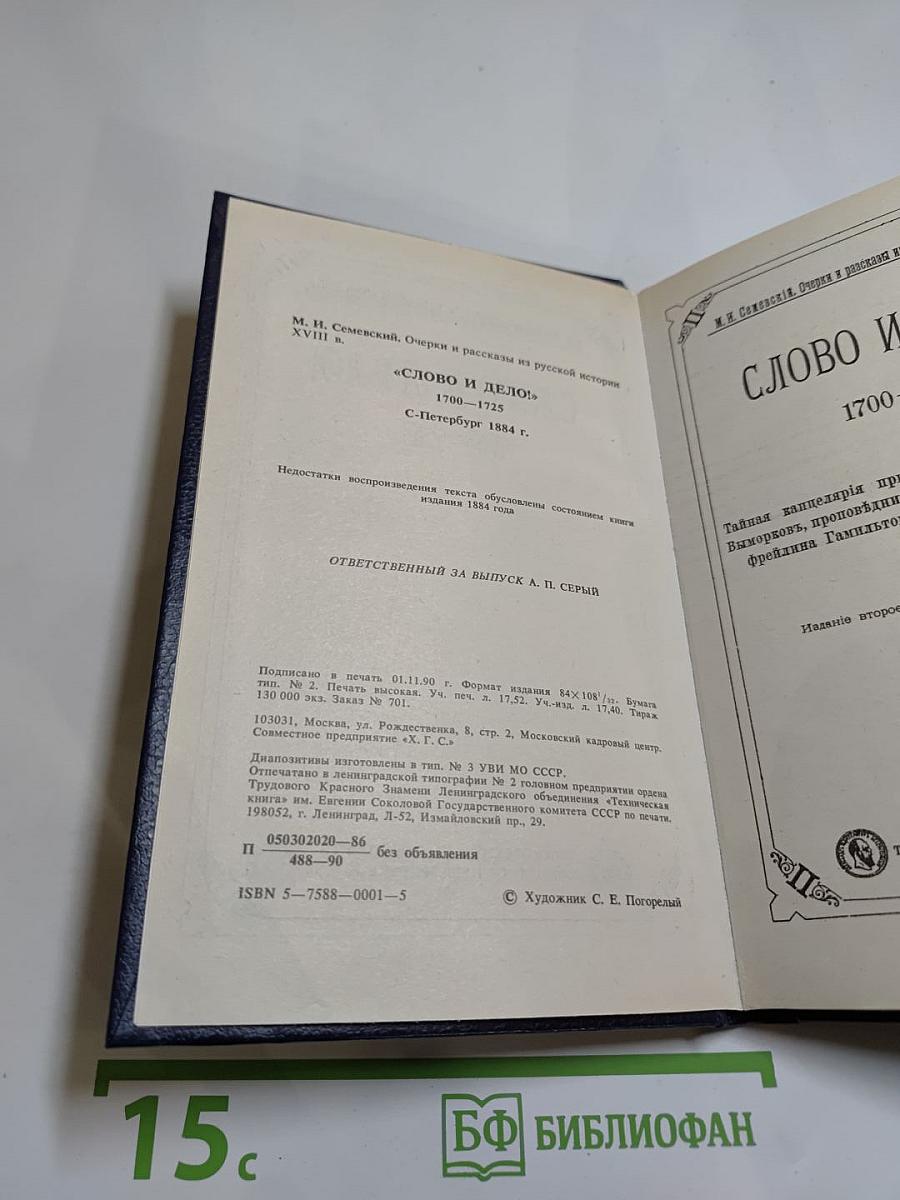 М. И. Семевский. Очерки и рассказы из русской истории
XVIII в.
«СЛОВО И ДЕЛО!»
1700—1725
С-Петербург 1884 г.
Недостатки воспроизведения текста обусловлены состоянием книги
издания 1884 года
ОТВЕТСТВЕННЫЙ ЗА ВЫПУСК А. П. СЕРЫЙ
Подписано в печать 01.11.90 г. Формат издания 84×108¹/₃₂. Бумага
тип. № 2. Печать высокая. Уч. печ. л. 17,52. Уч.-изд. л. 17,40. Тираж
130 000 экз. Заказ № 701.
103031, Москва, ул. Рождественка, 8, стр. 2, Московский кадровый центр.
Совместное предприятие «Х. Г. С.»
Диапозитивы изготовлены в тип. № 3 УВИ МО СССР.
Отпечатано в ленинградской типографии № 2 головном предприятии ордена
Трудового Красного Знамени Ленинградского объединения «Техническая
книга» им. Евгении Соколовой Государственного комитета СССР по печати.
198052, г. Ленинград, Л-52, Измайловский пр., 29.
П 050302020—86 / 488—90 без объявления
ISBN 5—7588—0001—5
© Художник С. Е. Погорелый
II
М. И. Семевскій. Очерки и разсказы
СЛОВО И
1700-
Тайная канцелярія при
Выморковъ, проповѣдни
фрейлина Гамильто
Изданіе второе
II
15с
БФ БИБЛИОФАН